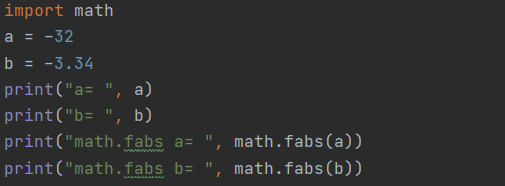 import math
a = -32
b = -3.34
print("a= ", a)
print("b= ", b)
print("math.fabs a= ", math.fabs(a))
print("math.fabs b= ", math.fabs(b))